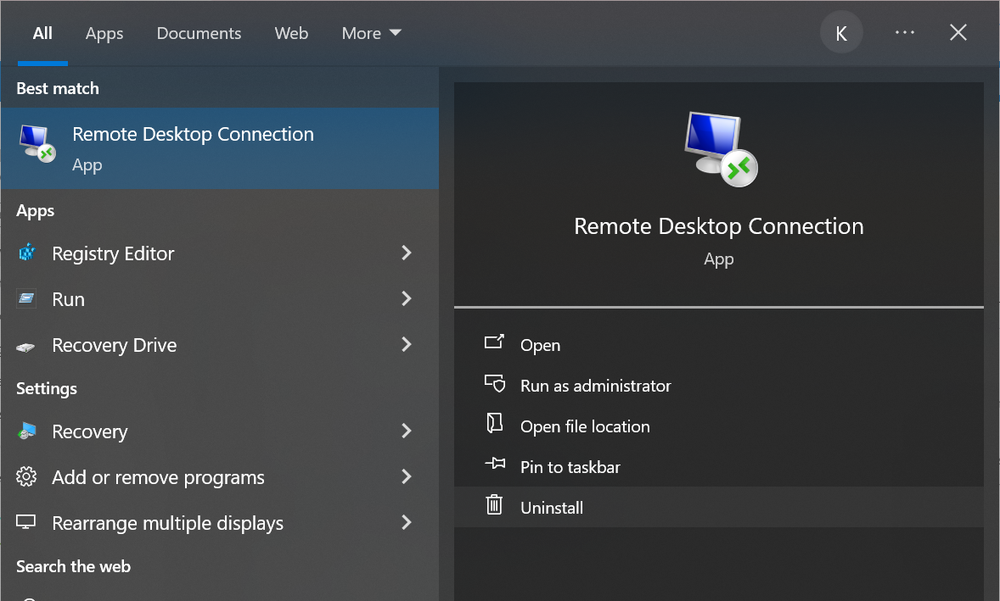 All Apps Documents Web More K
Best match
Remote Desktop Connection
App
Apps
Registry Editor
Run
Recovery Drive
Settings
Recovery
Add or remove programs
Rearrange multiple displays
Search the web
Remote Desktop Connection
App
Open
Run as administrator
Open file location
Pin to taskbar
Uninstall